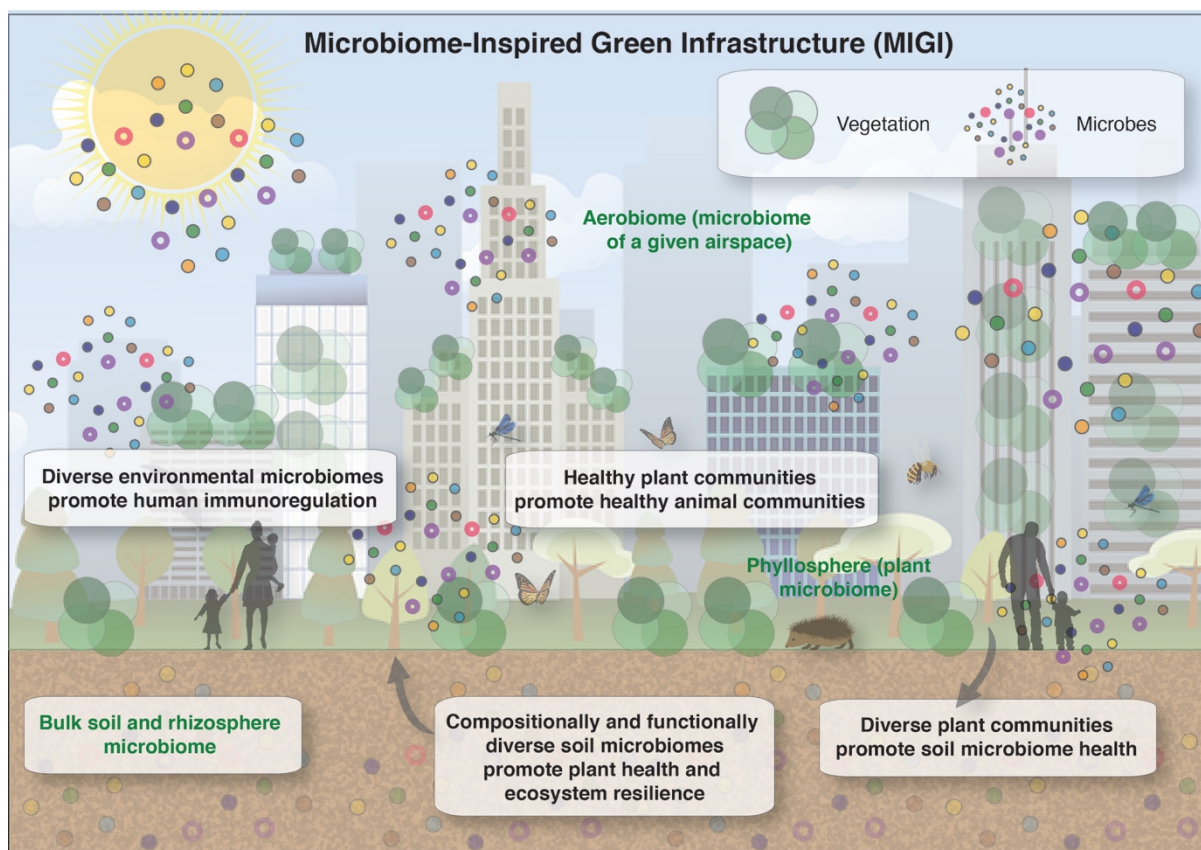 Microbiome-Inspired Green Infrastructure (MIGI)
Vegetation
Microbes
Aerobiome (microbiome
of a given airspace)
Diverse environmental microbiomes
promote human immunoregulation
Healthy plant communities
promote healthy animal communities
Phyllosphere (plant
microbiome)
Bulk soil and rhizosphere
microbiome
Compositionally and functionally
diverse soil microbiomes
promote plant health and
ecosystem resilience
Diverse plant communities
promote soil microbiome health